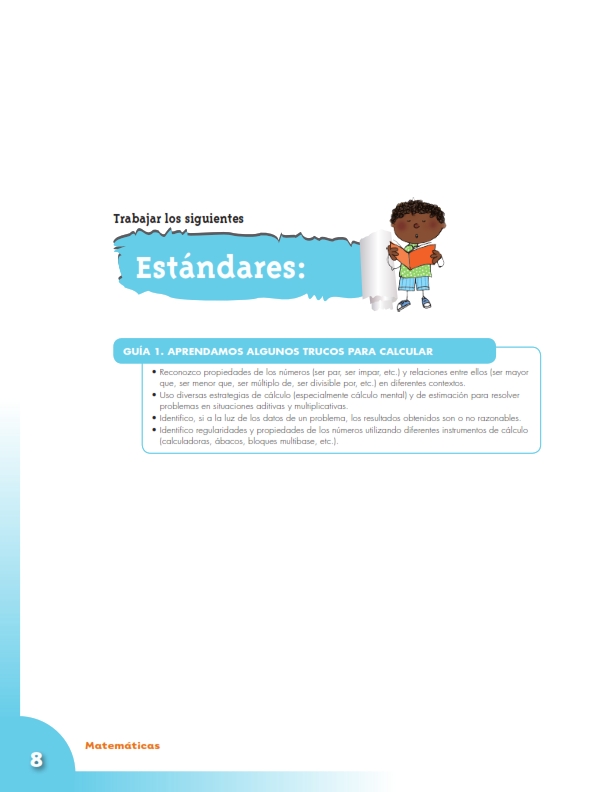 Trabajar los siguientes
Estándares:
GUÍA 1. APRENDAMOS ALGUNOS TRUCOS PARA CALCULAR
• Reconozco propiedades de los números (ser par, ser impar, etc.) y relaciones entre ellos (ser mayor
que, ser menor que, ser múltiplo de, ser divisible por, etc.) en diferentes contextos.
• Uso diversas estrategias de cálculo (especialmente cálculo mental) y de estimación para resolver
problemas en situaciones aditivas y multiplicativas.
• Identifico, si a la luz de los datos de un problema, los resultados obtenidos son o no razonables.
• Identifico regularidades y propiedades de los números utilizando diferentes instrumentos de cálculo
(calculadoras, ábacos, bloques multibase, etc.).
Matemáticas
8